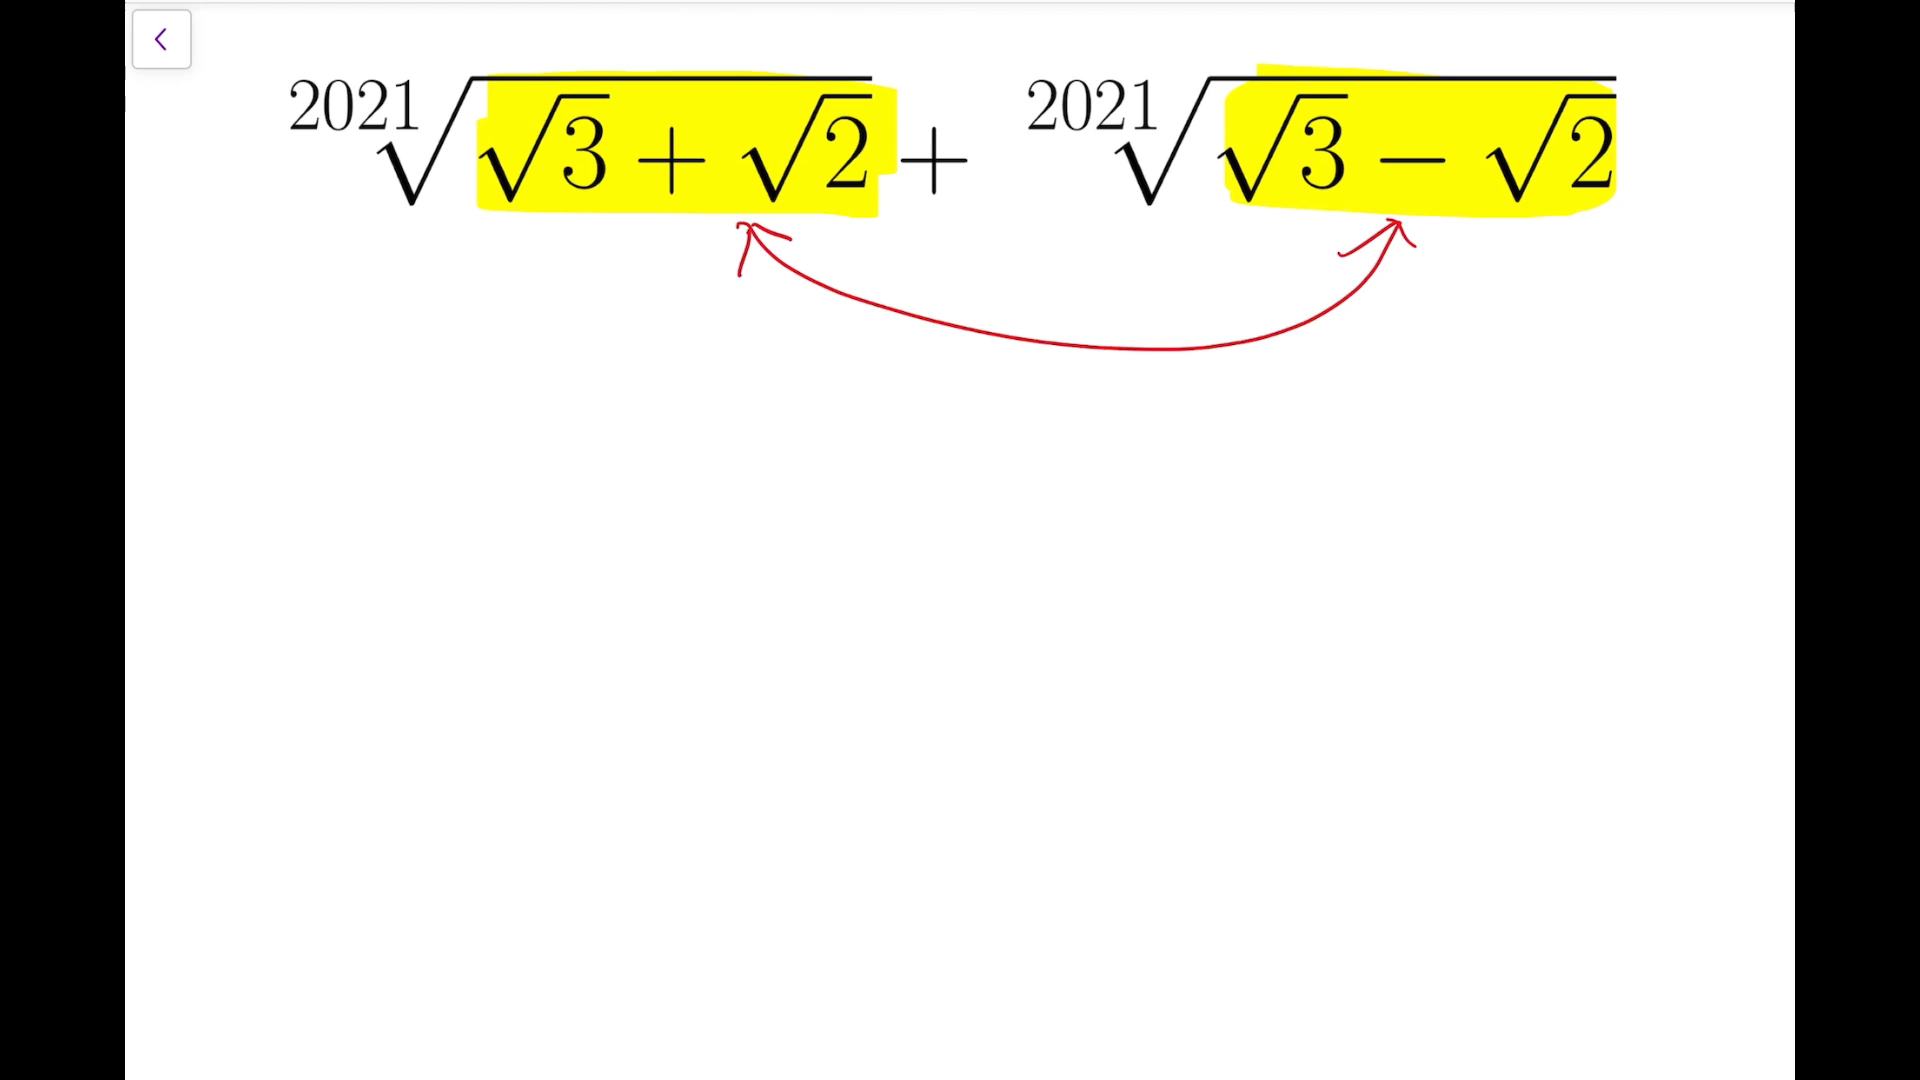 2021√(√3 + √2) + 2021√(√3 − √2)